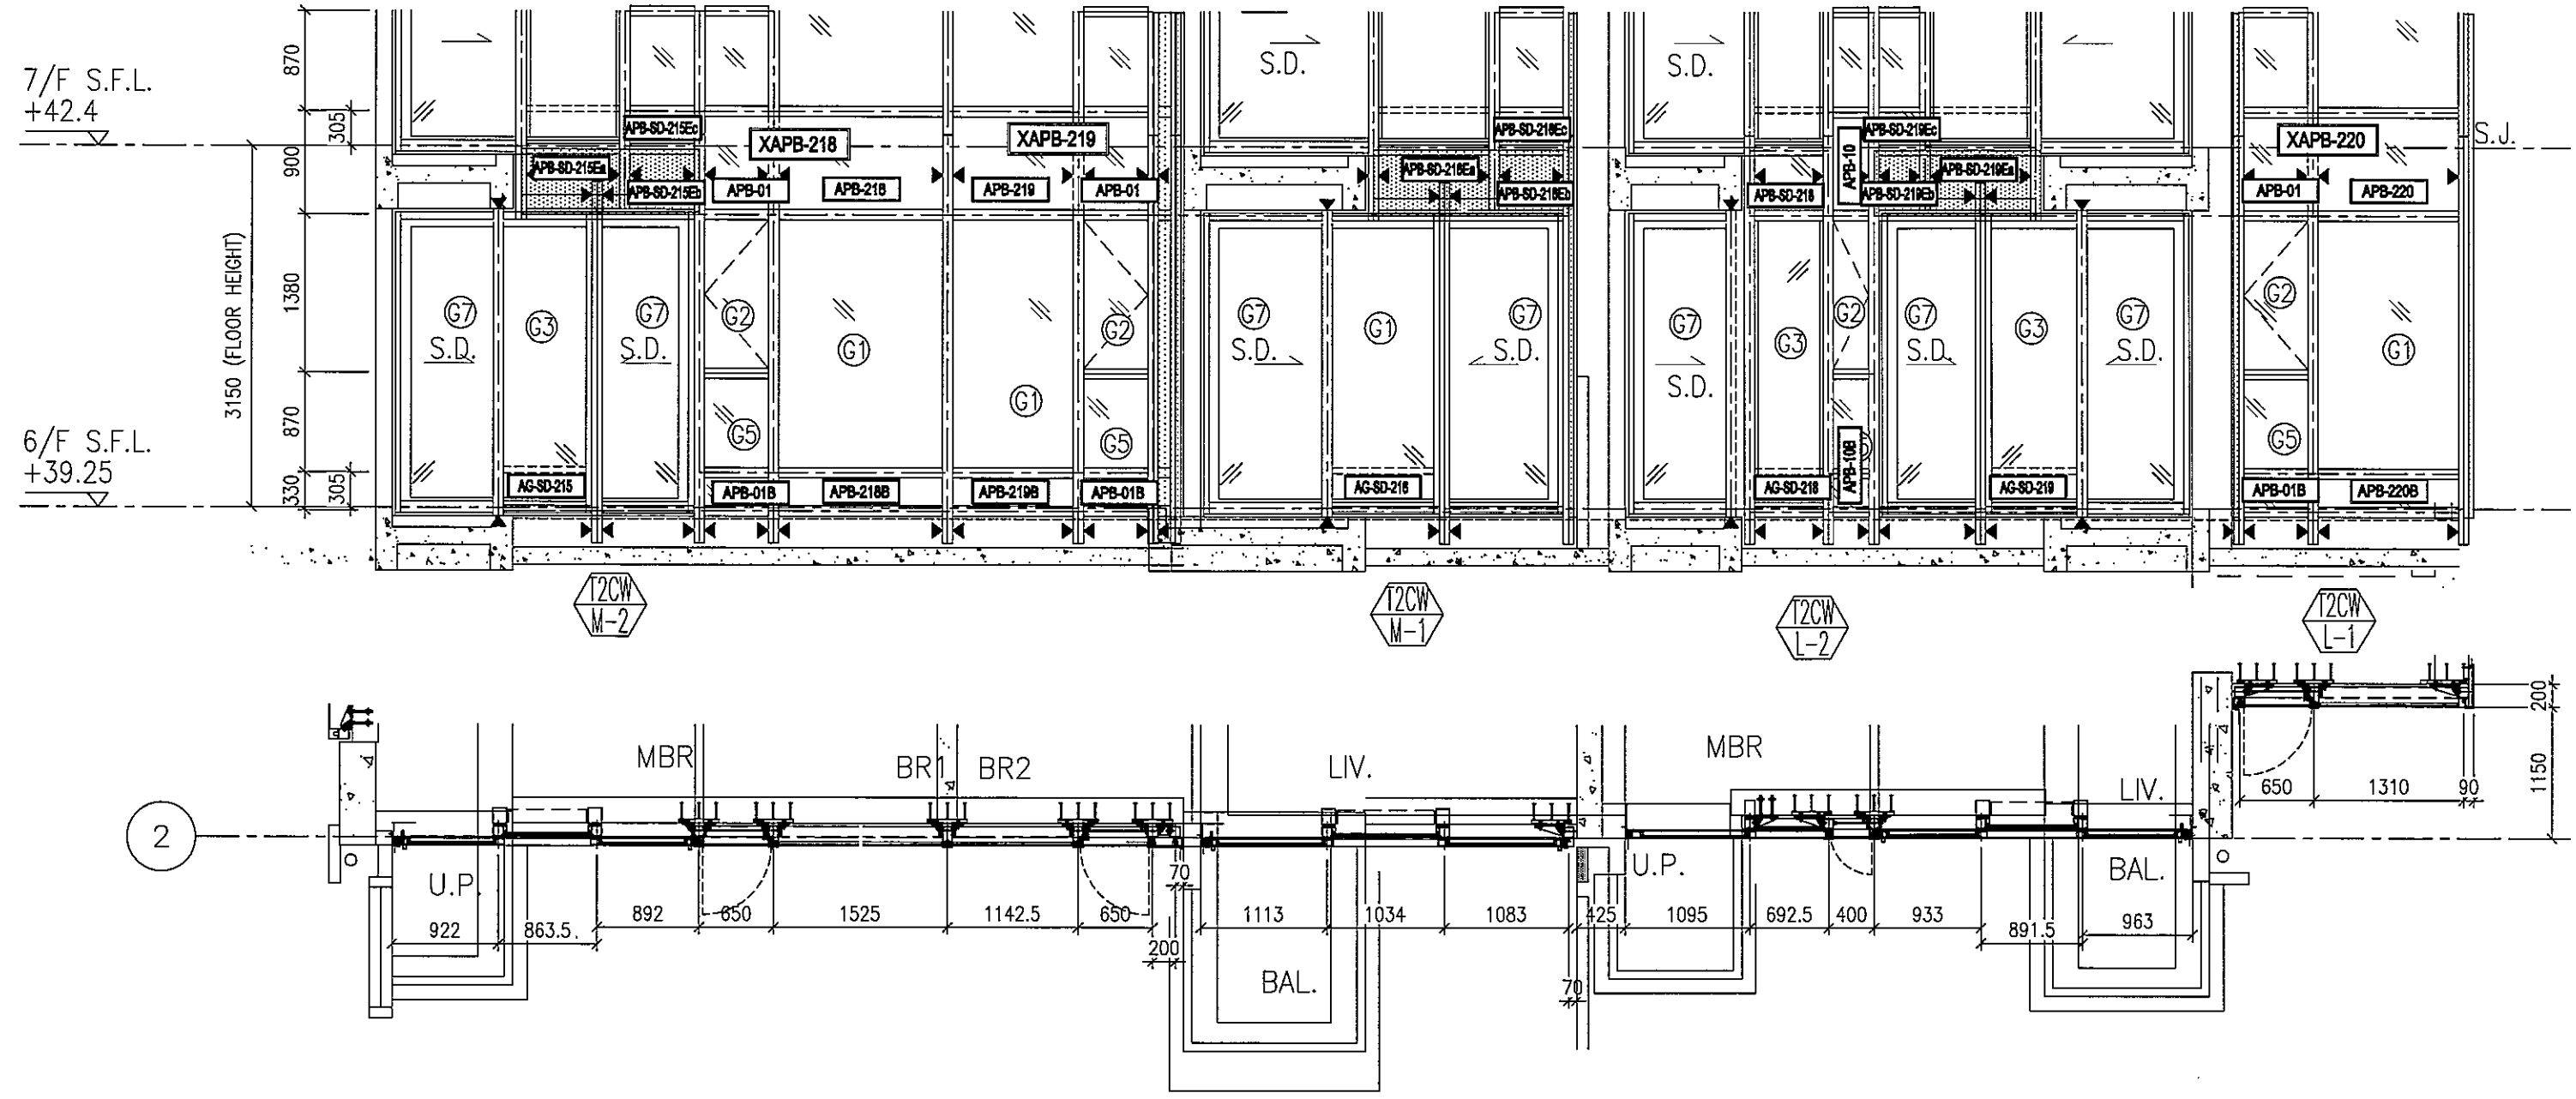 870
S.D.
S.D.
S.D.
7/F S.F.L.
+42.4
305
APB-SD-215Ec
XAPB-218
XAPB-219
APB-SD-216Ec
APB-SD-219Ec
XAPB-220
S.J.
900
APB-SD-215Ea
APB-SD-215Eb
APB-01
APB-218
APB-219
APB-01
APB-SD-216Ea
APB-SD-216Eb
APB-SD-218
APB-10
APB-SD-219Eb
APB-SD-219Ea
APB-01
APB-220
3150 (FLOOR HEIGHT)
1380
G7
G3
G7
G2
G1
G1
G2
G7
G1
G7
G7
G3
G2
G7
G3
G7
G2
G1
S.D.
S.D.
S.D.
S.D.
S.D.
S.D.
S.D.
870
G5
G5
G5
6/F S.F.L.
+39.25
330
305
AG-SD-215
APB-01B
APB-218B
APB-219B
APB-01B
AG-SD-216
AG-SD-218
APB-10B
AG-SD-219
APB-01B
APB-220B
T2CW
M-2
T2CW
M-1
T2CW
L-2
T2CW
L-1
200
1150
650
1310
90
2
MBR
BR1
BR2
LIV.
MBR
LIV.
U.P.
70
BAL.
U.P.
BAL.
922
863.5
892
650
1525
1142.5
650
200
1113
1034
1083
425
70
1095
692.5
400
933
891.5
963